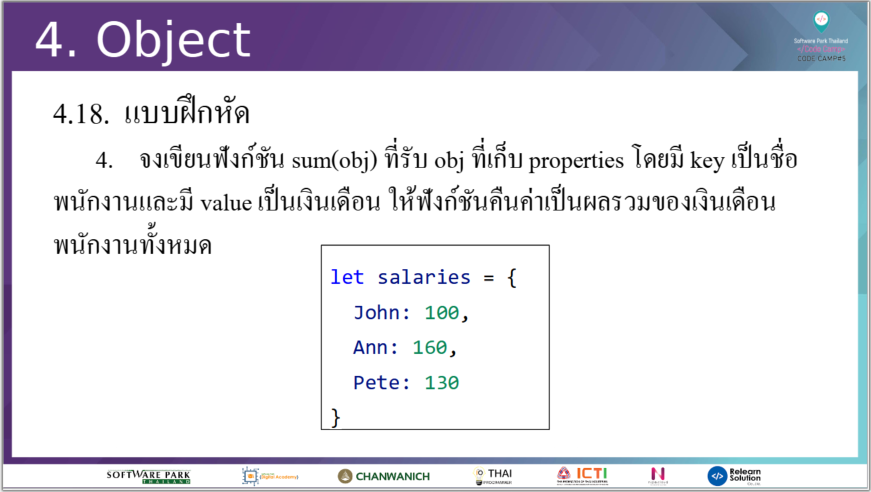 4. Object
Software Park Thailand
CODE CAMP#5
4.18. แบบฝึกหัด
4. จงเขียนฟังก์ชัน sum(obj) ที่รับ obj ที่เก็บ properties โดยมี key เป็นชื่อ
พนักงานและมี value เป็นเงินเดือน ให้ฟังก์ชันคืนค่าเป็นผลรวมของเงินเดือน
พนักงานทั้งหมด
let salaries = {
John: 100,
Ann: 160,
Pete: 130
}
SOFTWARE PARK
THAILAND
CHANWANICH
THAI
ICTI
Relearn
Solution